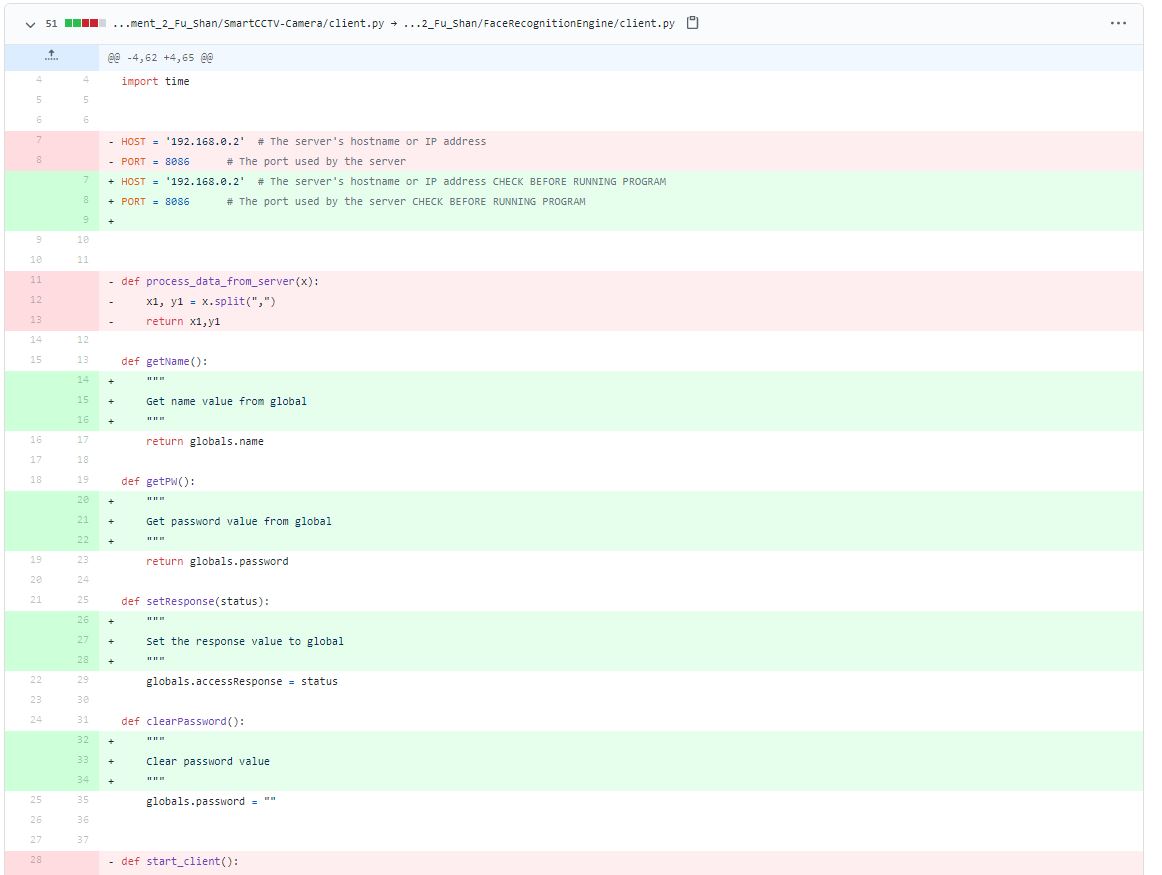 51 ...ment_2_Fu_Shan/SmartCCTV-Camera/client.py → ...2_Fu_Shan/FaceRecognitionEngine/client.py ...
@@ -4,62 +4,65 @@
4 4 import time
5 5
6 6
7 - HOST = '192.168.0.2' # The server's hostname or IP address
8 - PORT = 8086 # The port used by the server
7 + HOST = '192.168.0.2' # The server's hostname or IP address CHECK BEFORE RUNNING PROGRAM
8 + PORT = 8086 # The port used by the server CHECK BEFORE RUNNING PROGRAM
9 +
9 10
10 11
11 - def process_data_from_server(x):
12 - x1, y1 = x.split(",")
13 - return x1,y1
14 12
15 13 def getName():
14 + """
15 + Get name value from global
16 + """
16 17 return globals.name
17 18
18 19 def getPW():
20 + """
21 + Get password value from global
22 + """
19 23 return globals.password
20 24
21 25 def setResponse(status):
26 + """
27 + Set the response value to global
28 + """
22 29 globals.accessResponse = status
23 30
24 31 def clearPassword():
32 + """
33 + Clear password value
34 + """
25 35 globals.password = ""
26 36
27 37
28 - def start_client():